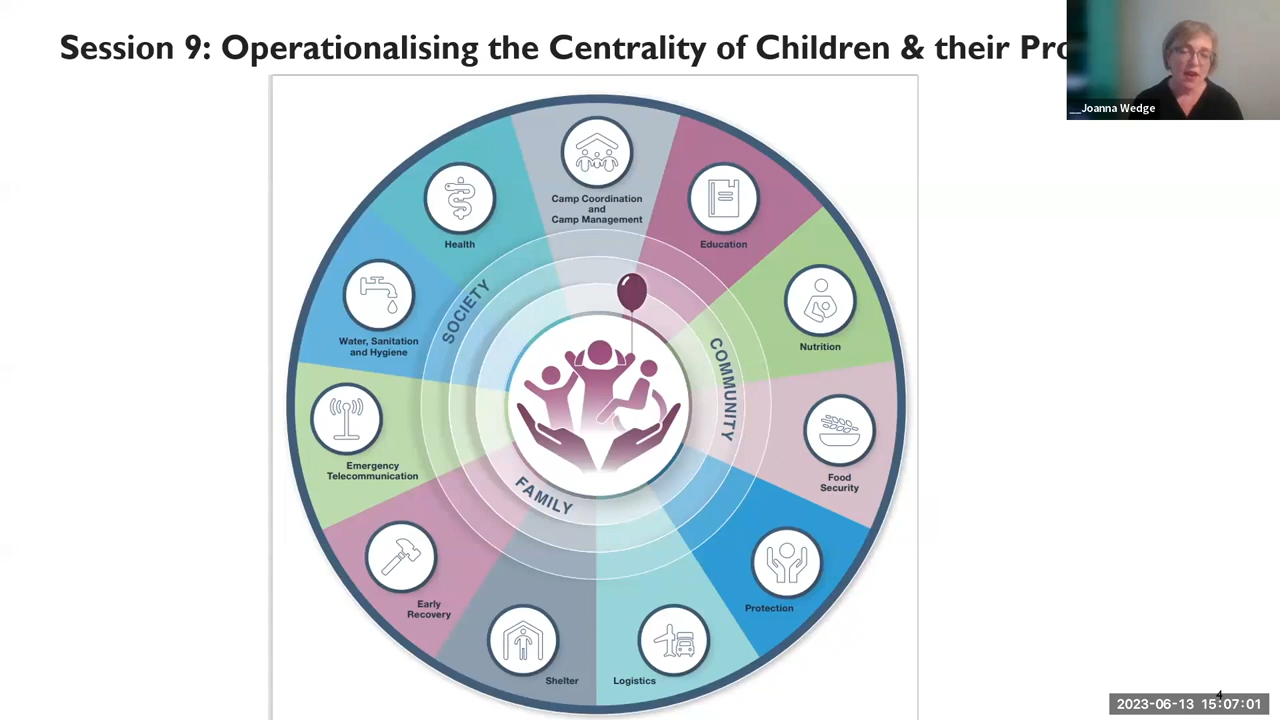 Session 9: Operationalising the Centrality of Children & their Pro
__Joanna Wedge
Camp Coordination
and
Camp Management
Health
Education
SOCIETY
Water, Sanitation
and Hygiene
COMMUNITY
Nutrition
Emergency
Telecommunication
Food
Security
FAMILY
Early
Recovery
Protection
Shelter
Logistics
4
2023-06-13 15:07:01